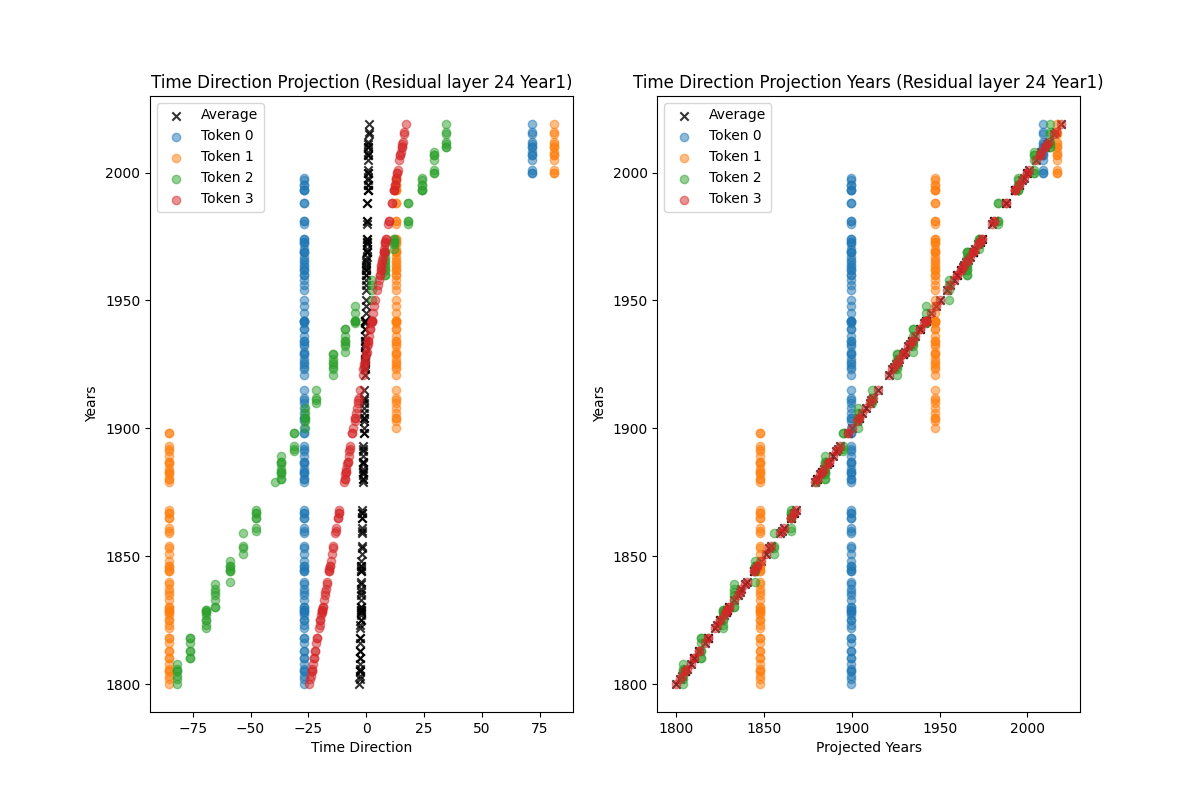 Time Direction Projection (Residual layer 24 Year1)
Average
Token 0
Token 1
Token 2
Token 3
2000
1950
1900
1850
1800
Years
−75 −50 −25 0 25 50 75
Time Direction
Time Direction Projection Years (Residual layer 24 Year1)
Average
Token 0
Token 1
Token 2
Token 3
2000
1950
1900
1850
1800
Years
1800 1850 1900 1950 2000
Projected Years